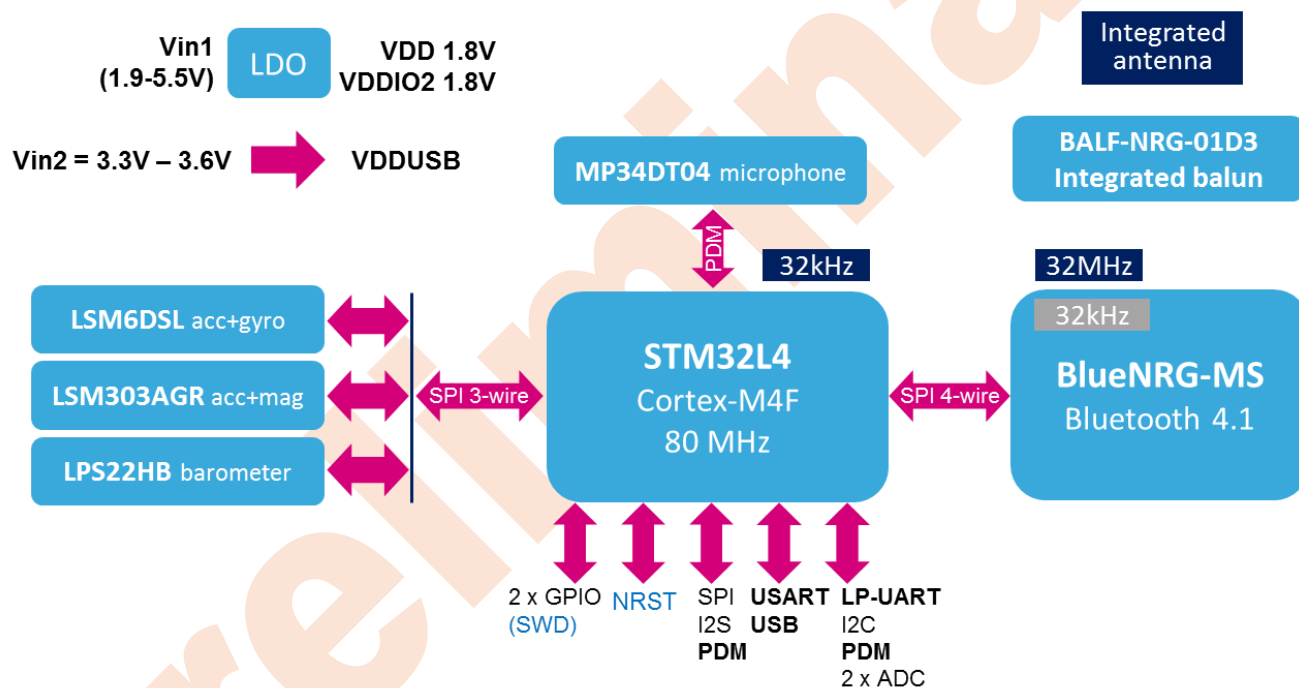 Vin1
(1.9-5.5V)
LDO
VDD 1.8V
VDDIO2 1.8V
Integrated
antenna
Vin2 = 3.3V – 3.6V
VDDUSB
MP34DT04 microphone
BALF-NRG-01D3
Integrated balun
PDM
32kHz
32MHz
32kHz
LSM6DSL acc+gyro
LSM303AGR acc+mag
LPS22HB barometer
SPI 3-wire
STM32L4
Cortex-M4F
80 MHz
SPI 4-wire
BlueNRG-MS
Bluetooth 4.1
2 x GPIO
(SWD)
NRST
SPI
I2S
PDM
USART
USB
LP-UART
I2C
PDM
2 x ADC
relimina